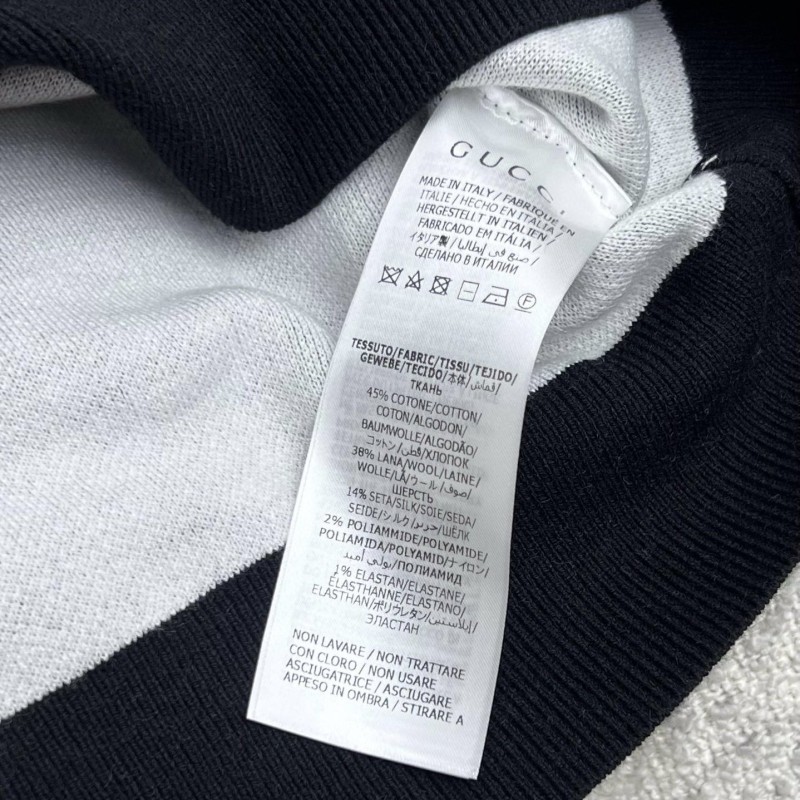 GUCCI
MADE IN ITALY / FABRIQUÉ EN
ITALIE / HECHO EN ITALIA /
HERGESTELLT IN ITALIEN /
FABRICADO EM ITÁLIA /
イタリア製 / صنع في إيطاليا /
СДЕЛАНО В ИТАЛИИ
P
TESSUTO/FABRIC/TISSU/TEJIDO/
GEWEBE/TECIDO/本体/قماش/
ТКАНЬ
45% COTONE/COTTON/
COTON/ALGODON/
BAUMWOLLE/ALGODÃO/
コットン/قطن/ХЛОПОК
38% LANA/WOOL/LAINE/
WOLLE/LÃ/ウール/صوف/
ШЕРСТЬ
14% SETA/SILK/SOIE/SEDA/
SEIDE/シルク/حرير/ШЁЛК
2% POLIAMMIDE/POLYAMIDE/
POLIAMIDA/POLYAMID/ナイロン/
بولي أميد/ПОЛИАМИД
1% ELASTAN/ELASTANE/
ÉLASTHANNE/ELASTANO/
ELASTHAN/ポリウレタン/إيلاستين/
ЭЛАСТАН
NON LAVARE / NON TRATTARE
CON CLORO / NON USARE
ASCIUGATRICE / ASCIUGARE
APPESO IN OMBRA / STIRARE A